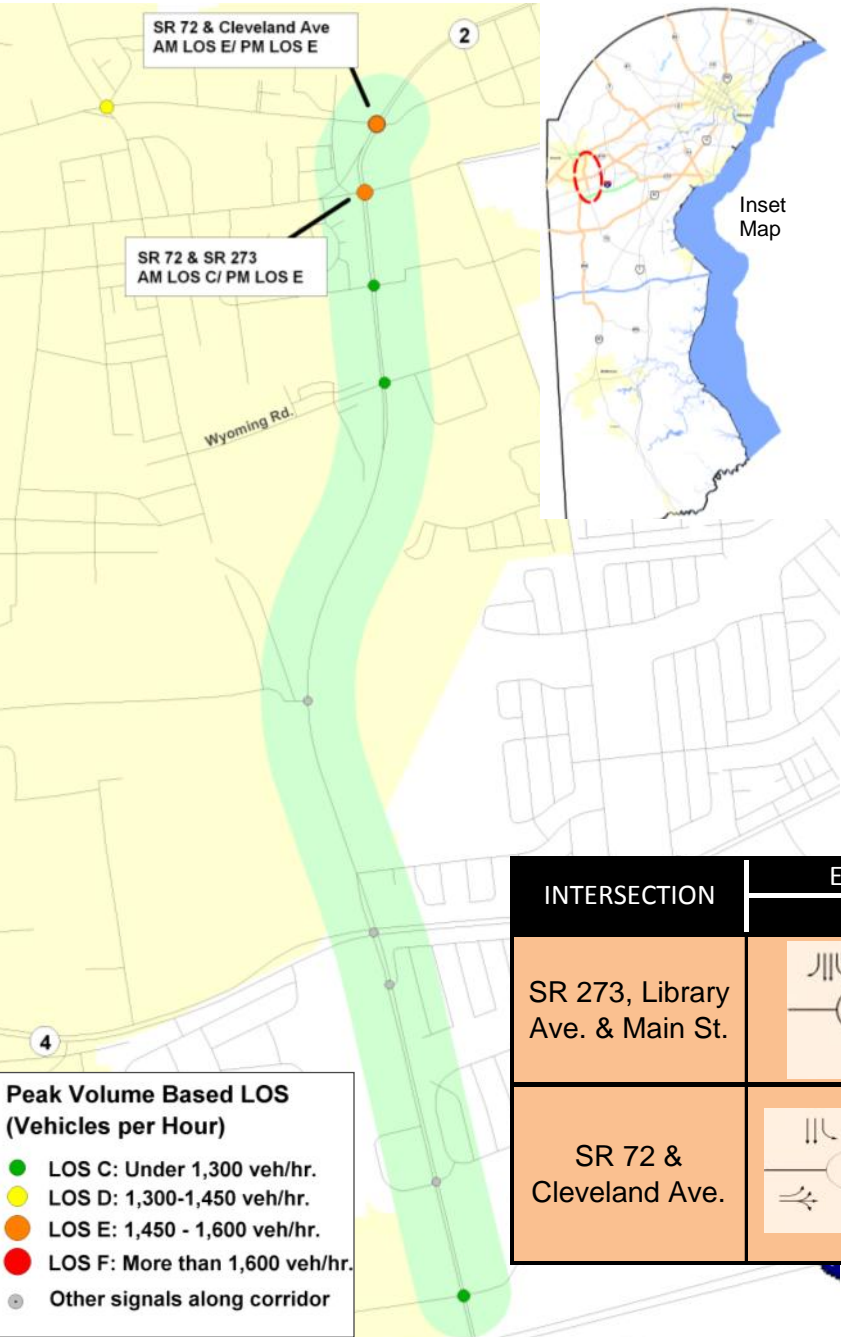 SR 72 & Cleveland Ave
AM LOS E/ PM LOS E
2
SR 72 & SR 273
AM LOS C/ PM LOS E
Wyoming Rd.
Inset
Map
4
INTERSECTION
E
SR 273, Library
Ave. & Main St.
SR 72 &
Cleveland Ave.
Peak Volume Based LOS
(Vehicles per Hour)
LOS C: Under 1,300 veh/hr.
LOS D: 1,300-1,450 veh/hr.
LOS E: 1,450 - 1,600 veh/hr.
LOS F: More than 1,600 veh/hr.
Other signals along corridor